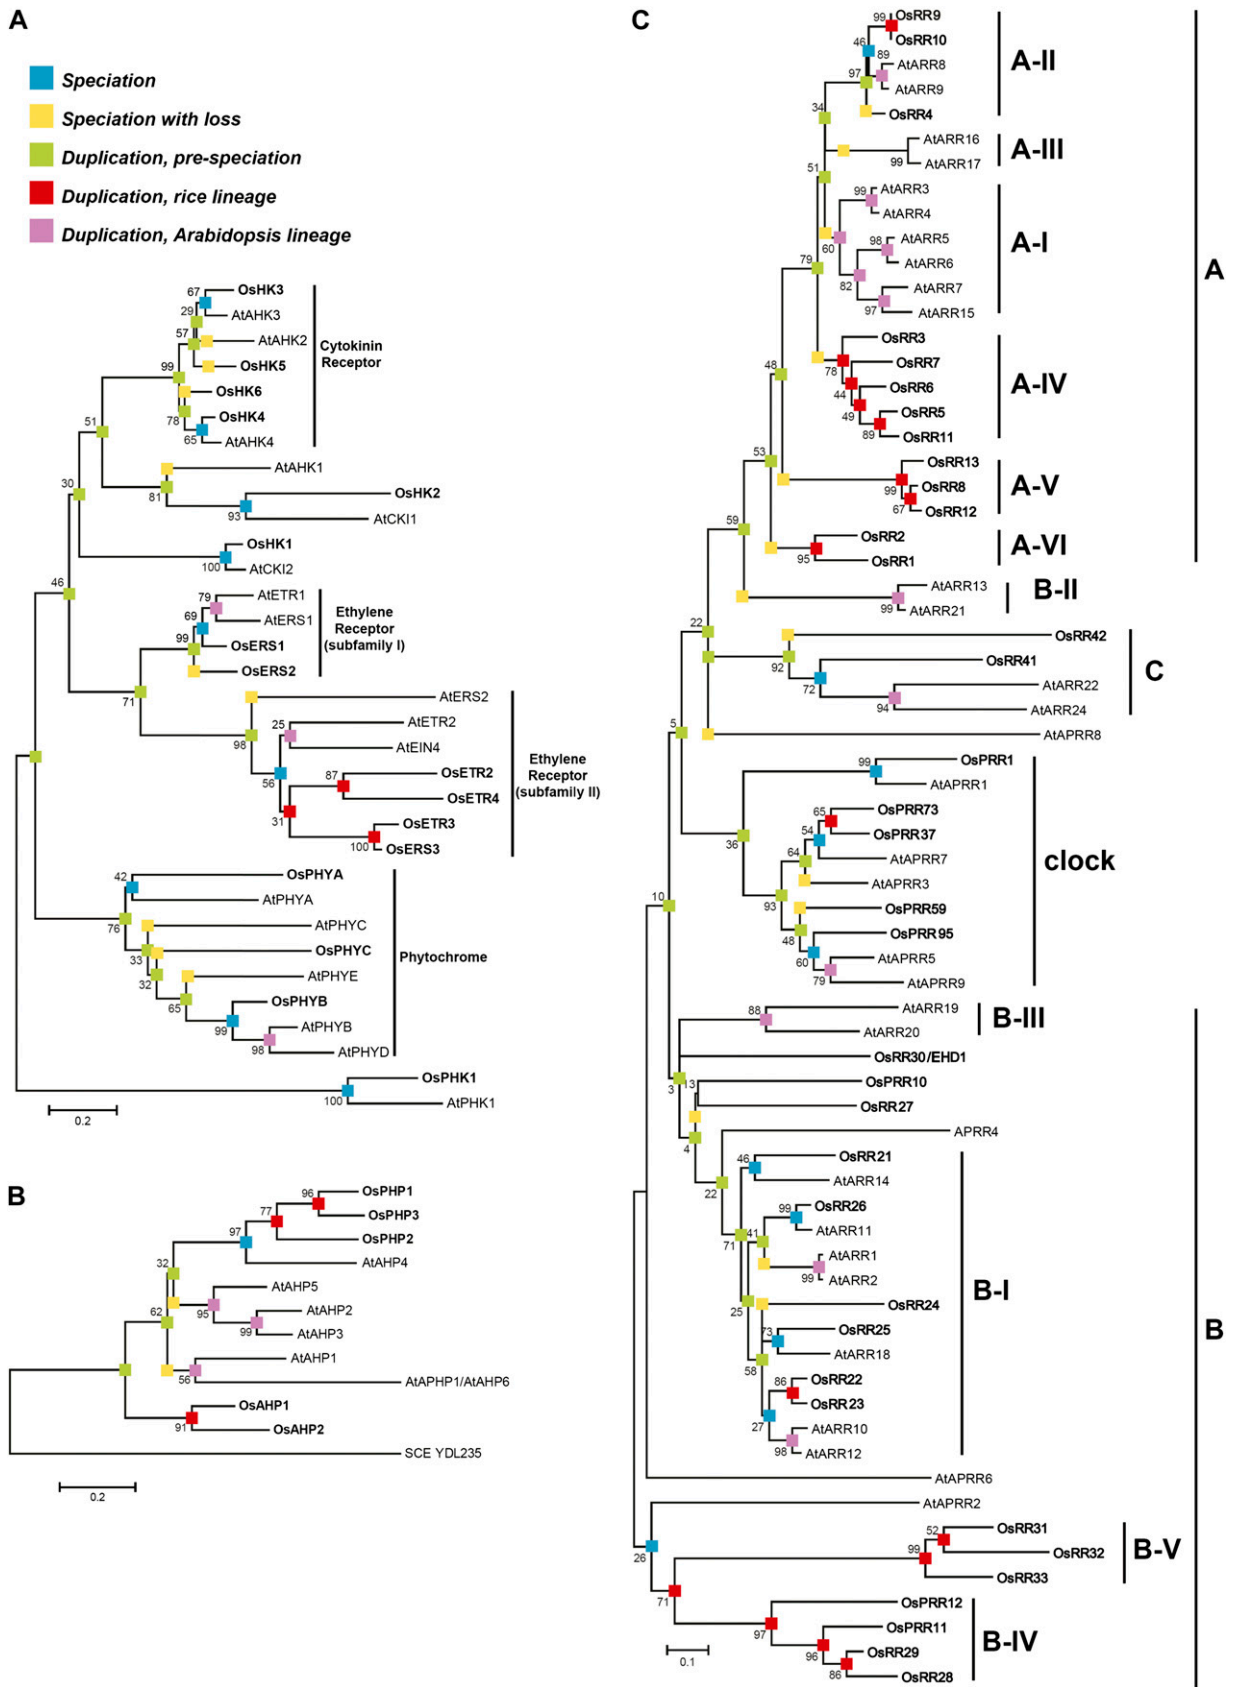 A
Speciation
Speciation with loss
Duplication, pre-speciation
Duplication, rice lineage
Duplication, Arabidopsis lineage
67
OsHK3
29
AtAHK3
57
AtAHK2
OsHK5
99
OsHK6
OsHK4
78
65
AtAHK4
Cytokinin
Receptor
51
AtAHK1
81
OsHK2
93
AtCKI1
30
OsHK1
100
AtCKI2
46
79
AtETR1
69
AtERS1
99
OsERS1
OsERS2
Ethylene
Receptor
(subfamily I)
71
AtERS2
25
AtETR2
98
AtEIN4
56
87
OsETR2
OsETR4
31
OsETR3
100
OsERS3
Ethylene
Receptor
(subfamily II)
42
OsPHYA
AtPHYA
76
AtPHYC
33
OsPHYC
32
AtPHYE
65
OsPHYB
99
AtPHYB
98
AtPHYD
Phytochrome
OsPHK1
100
AtPHK1
0.2
B
96
OsPHP1
77
OsPHP3
97
OsPHP2
AtAHP4
32
AtAHP5
95
AtAHP2
99
AtAHP3
62
AtAHP1
56
AtAPHP1/AtAHP6
OsAHP1
91
OsAHP2
SCE YDL235
0.2
C
99
OsRR9
46
OsRR10
89
AtARR8
97
AtARR9
OsRR4
A-II
34
AtARR16
99
AtARR17
A-III
51
99
AtARR3
AtARR4
60
98
AtARR5
AtARR6
82
AtARR7
97
AtARR15
A-I
79
OsRR3
78
OsRR7
44
OsRR6
49
OsRR5
89
OsRR11
A-IV
48
OsRR13
99
OsRR8
67
OsRR12
A-V
53
OsRR2
95
OsRR1
A-VI
A
59
AtARR13
99
AtARR21
B-II
22
OsRR42
92
OsRR41
72
AtARR22
94
AtARR24
C
5
AtAPRR8
99
OsPRR1
AtAPRR1
36
65
OsPRR73
54
OsPRR37
64
AtAPRR7
AtAPRR3
93
OsPRR59
48
OsPRR95
60
AtAPRR5
79
AtAPRR9
clock
10
88
AtARR19
AtARR20
B-III
3
OsRR30/EHD1
13
OsPRR10
OsRR27
4
APRR4
22
46
OsRR21
AtARR14
71
99
OsRR26
41
AtARR11
AtARR1
99
AtARR2
25
OsRR24
73
OsRR25
58
AtARR18
86
OsRR22
OsRR23
27
AtARR10
98
AtARR12
B-I
B
AtAPRR6
AtAPRR2
26
52
OsRR31
99
OsRR32
OsRR33
B-V
71
OsPRR12
97
OsPRR11
96
OsRR29
86
OsRR28
B-IV
0.1